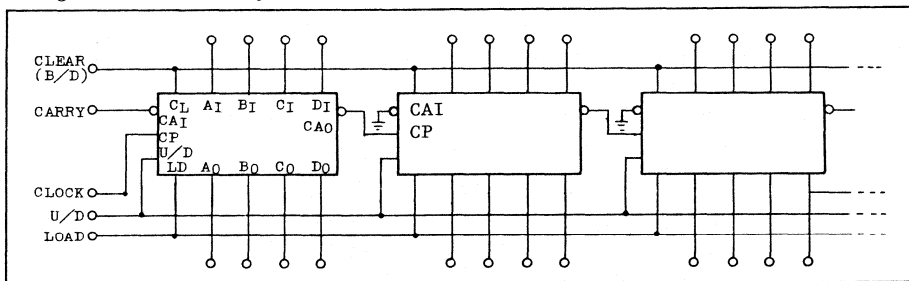 CLEAR
(B/D)
CARRY
CLOCK
U/D
LOAD
CL AI BI CI DI
CAI
CAO
CP
U/D
LD AO BO CO DO
CAI
CP